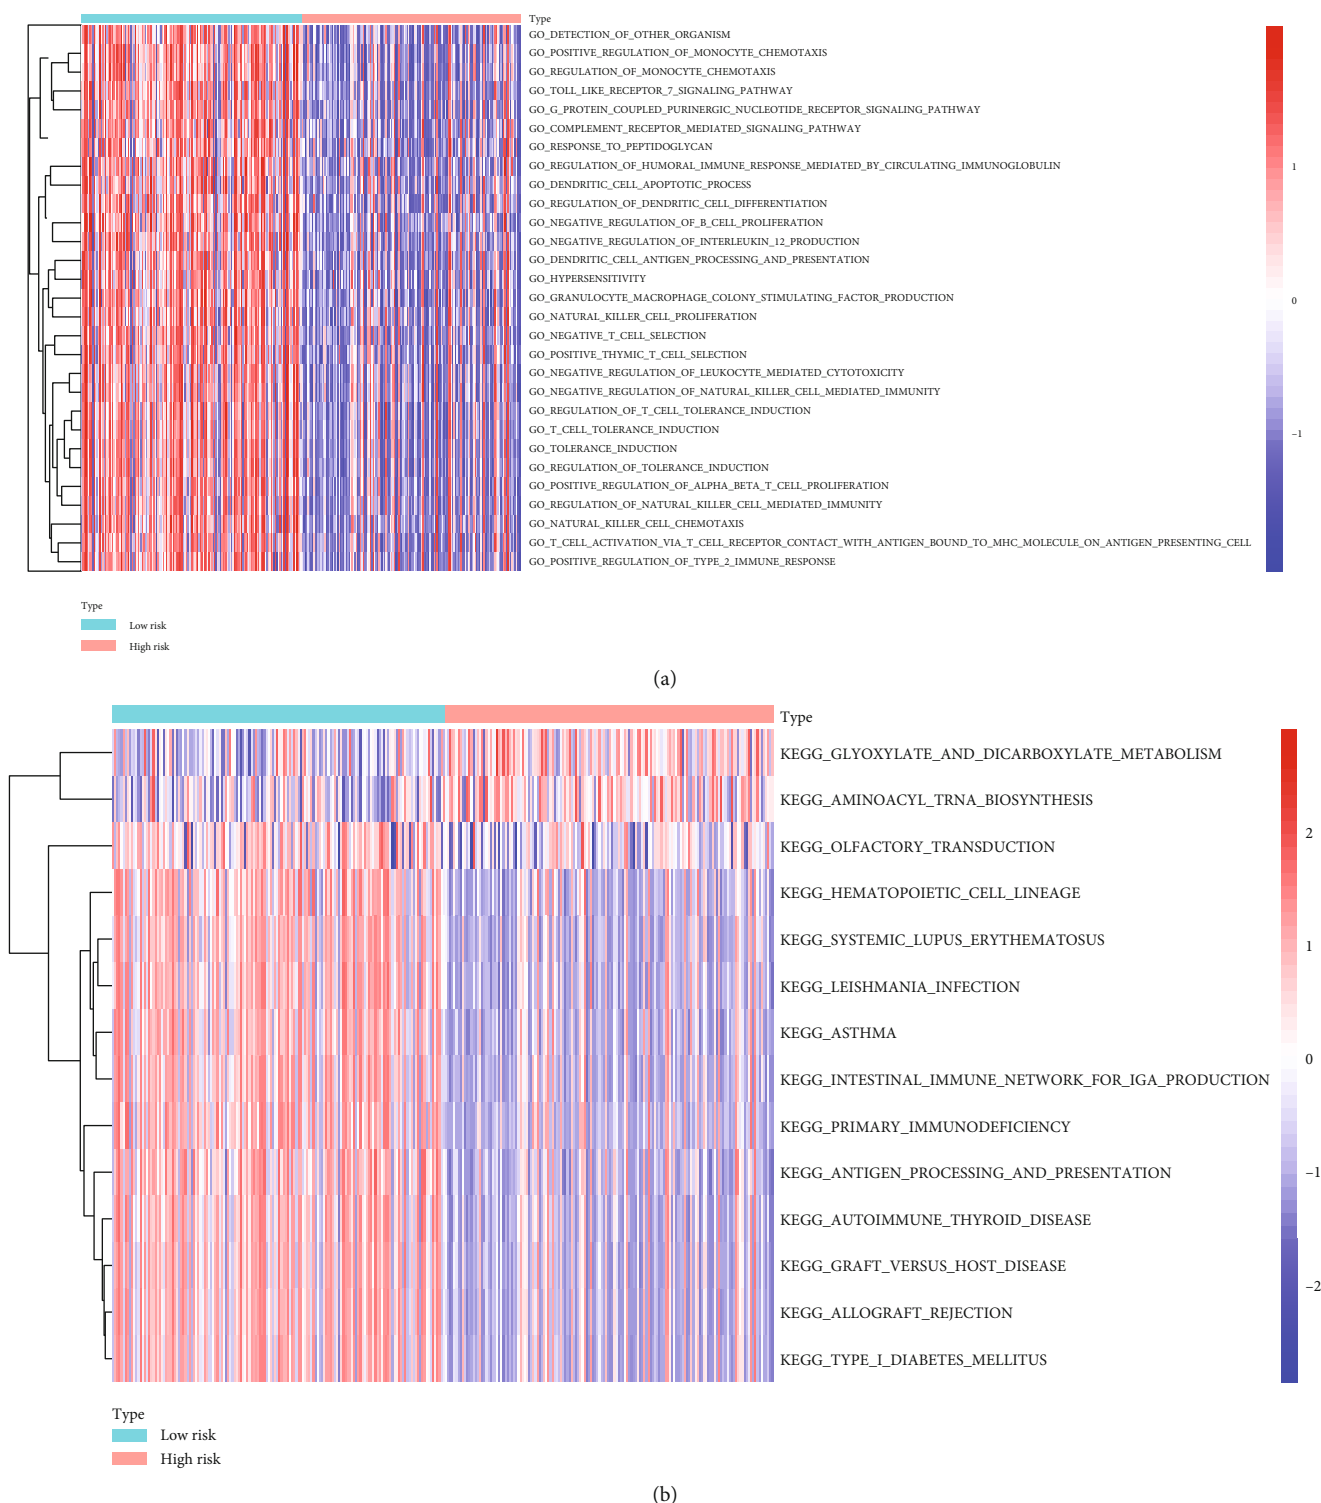 Type
GO_DETECTION_OF_OTHER_ORGANISM
GO_POSITIVE_REGULATION_OF_MONOCYTE_CHEMOTAXIS
GO_REGULATION_OF_MONOCYTE_CHEMOTAXIS
GO_TOLL_LIKE_RECEPTOR_7_SIGNALING_PATHWAY
GO_G_PROTEIN_COUPLED_PURINERGIC_NUCLEOTIDE_RECEPTOR_SIGNALING_PATHWAY
GO_COMPLEMENT_RECEPTOR_MEDIATED_SIGNALING_PATHWAY
GO_RESPONSE_TO_PEPTIDOGLYCAN
GO_REGULATION_OF_HUMORAL_IMMUNE_RESPONSE_MEDIATED_BY_CIRCULATING_IMMUNOGLOBULIN
GO_DENDRITIC_CELL_APOPTOTIC_PROCESS
GO_REGULATION_OF_DENDRITIC_CELL_DIFFERENTIATION
GO_NEGATIVE_REGULATION_OF_B_CELL_PROLIFERATION
GO_NEGATIVE_REGULATION_OF_INTERLEUKIN_12_PRODUCTION
GO_DENDRITIC_CELL_ANTIGEN_PROCESSING_AND_PRESENTATION
GO_HYPERSENSITIVITY
GO_GRANULOCYTE_MACROPHAGE_COLONY_STIMULATING_FACTOR_PRODUCTION
GO_NATURAL_KILLER_CELL_PROLIFERATION
GO_NEGATIVE_T_CELL_SELECTION
GO_POSITIVE_THYMIC_T_CELL_SELECTION
GO_NEGATIVE_REGULATION_OF_LEUKOCYTE_MEDIATED_CYTOTOXICITY
GO_NEGATIVE_REGULATION_OF_NATURAL_KILLER_CELL_MEDIATED_IMMUNITY
GO_REGULATION_OF_T_CELL_TOLERANCE_INDUCTION
GO_T_CELL_TOLERANCE_INDUCTION
GO_TOLERANCE_INDUCTION
GO_REGULATION_OF_TOLERANCE_INDUCTION
GO_POSITIVE_REGULATION_OF_ALPHA_BETA_T_CELL_PROLIFERATION
GO_REGULATION_OF_NATURAL_KILLER_CELL_MEDIATED_IMMUNITY
GO_NATURAL_KILLER_CELL_CHEMOTAXIS
GO_T_CELL_ACTIVATION_VIA_T_CELL_RECEPTOR_CONTACT_WITH_ANTIGEN_BOUND_TO_MHC_MOLECULE_ON_ANTIGEN_PRESENTING_CELL
GO_POSITIVE_REGULATION_OF_TYPE_2_IMMUNE_RESPONSE
1
0
−1
Type
Low risk
High risk
(a)
Type
KEGG_GLYOXYLATE_AND_DICARBOXYLATE_METABOLISM
KEGG_AMINOACYL_TRNA_BIOSYNTHESIS
KEGG_OLFACTORY_TRANSDUCTION
KEGG_HEMATOPOIETIC_CELL_LINEAGE
KEGG_SYSTEMIC_LUPUS_ERYTHEMATOSUS
KEGG_LEISHMANIA_INFECTION
KEGG_ASTHMA
KEGG_INTESTINAL_IMMUNE_NETWORK_FOR_IGA_PRODUCTION
KEGG_PRIMARY_IMMUNODEFICIENCY
KEGG_ANTIGEN_PROCESSING_AND_PRESENTATION
KEGG_AUTOIMMUNE_THYROID_DISEASE
KEGG_GRAFT_VERSUS_HOST_DISEASE
KEGG_ALLOGRAFT_REJECTION
KEGG_TYPE_I_DIABETES_MELLITUS
2
1
0
−1
−2
Type
Low risk
High risk
(b)